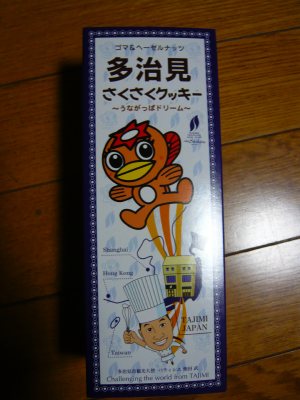 ゴマ&ヘーゼルナッツ
多治見
さくさくクッキー
～うながっぱドリーム～
Shanghai
Hong Kong
Taiwan
TAJIMI
JAPAN
Challenging the world from TAJIMI